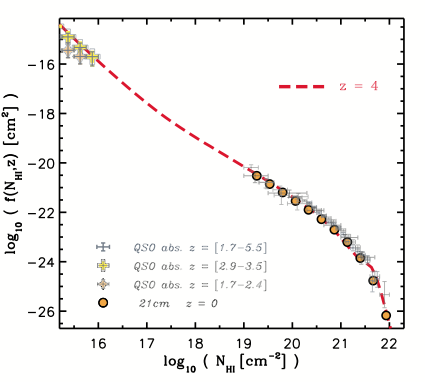 z = 4
log₁₀ ( f(N_HI,z) [cm²] )
−16
−18
−20
−22
−24
−26
QSO abs. z = [1.7−5.5]
QSO abs. z = [2.9−3.5]
QSO abs. z = [1.7−2.4]
21cm z = 0
16 17 18 19 20 21 22
log₁₀ ( N_HI [cm⁻²] )